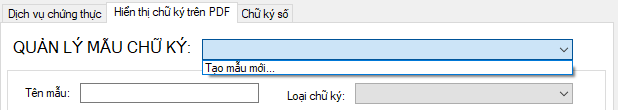 Dịch vụ chứng thực Hiển thị chữ ký trên PDF Chữ ký số
QUẢN LÝ MẪU CHỮ KÝ:
Tạo mẫu mới...
Tên mẫu: Loại chữ ký: